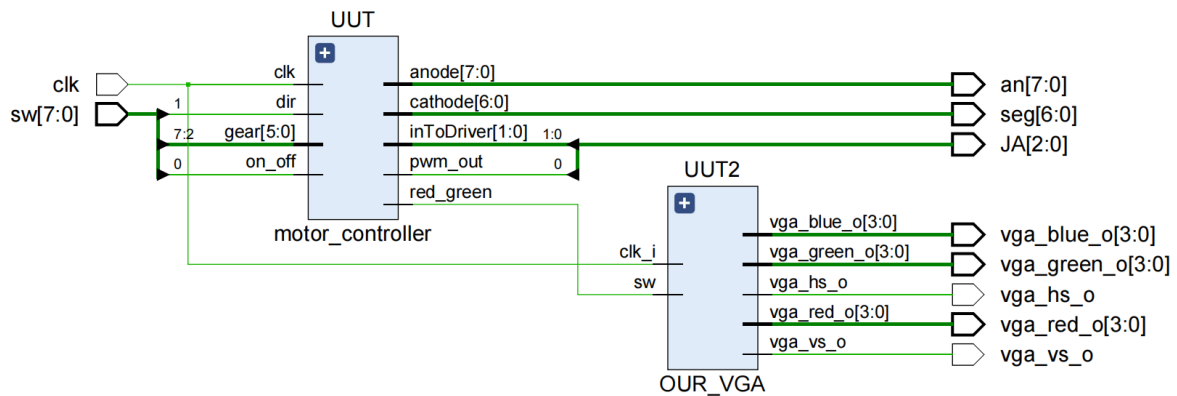 UUT
clk
sw[7:0]
clk
1
dir
7:2
gear[5:0]
0
on_off
anode[7:0]
cathode[6:0]
inToDriver[1:0]
1:0
pwm_out
0
red_green
motor_controller
an[7:0]
seg[6:0]
JA[2:0]
UUT2
clk_i
sw
vga_blue_o[3:0]
vga_green_o[3:0]
vga_hs_o
vga_red_o[3:0]
vga_vs_o
OUR_VGA
vga_blue_o[3:0]
vga_green_o[3:0]
vga_hs_o
vga_red_o[3:0]
vga_vs_o